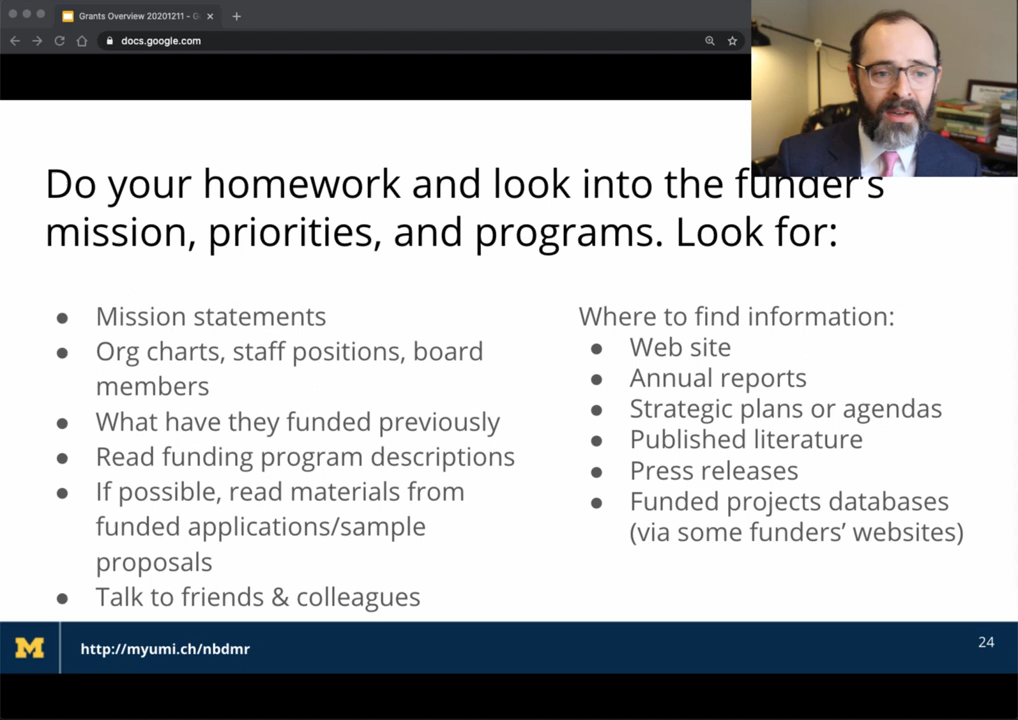 Grants Overview 20201211 - G
docs.google.com
Do your homework and look into the funder's
mission, priorities, and programs. Look for:
● Mission statements
● Org charts, staff positions, board
members
● What have they funded previously
● Read funding program descriptions
● If possible, read materials from
funded applications/sample
proposals
● Talk to friends & colleagues
Where to find information:
● Web site
● Annual reports
● Strategic plans or agendas
● Published literature
● Press releases
● Funded projects databases
(via some funders’ websites)
M
http://myumi.ch/nbdmr
24